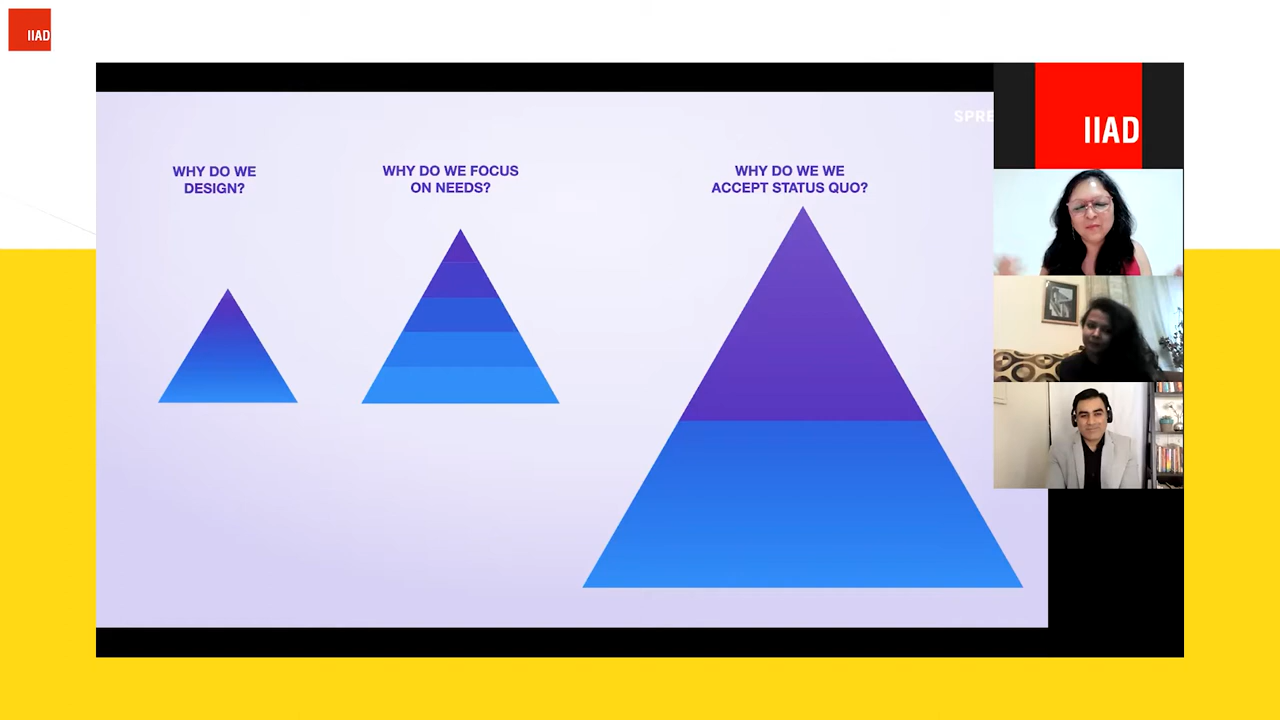 IIAD
SPRE
IIAD
WHY DO WE
DESIGN?
WHY DO WE FOCUS
ON NEEDS?
WHY DO WE WE
ACCEPT STATUS QUO?